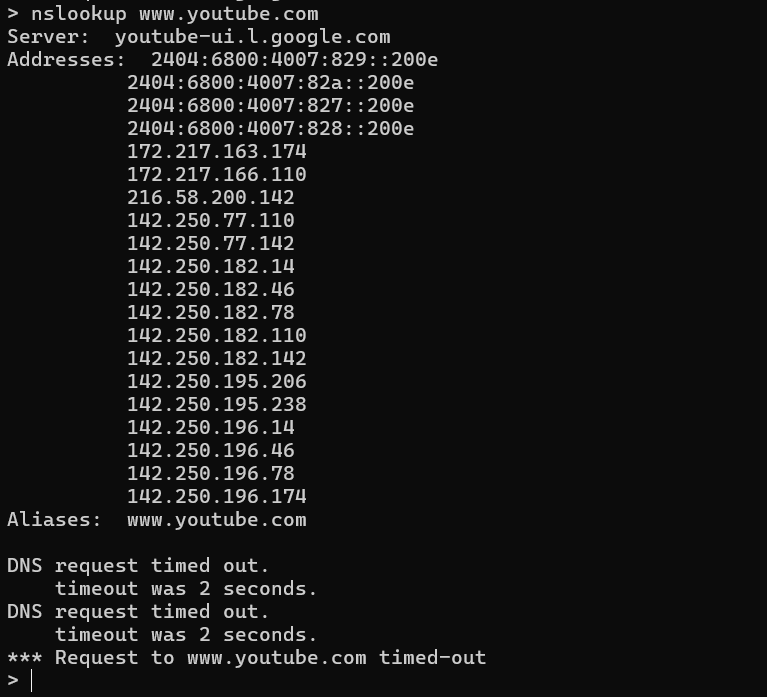 > nslookup www.youtube.com
Server:  youtube-ui.l.google.com
Addresses:  2404:6800:4007:829::200e
          2404:6800:4007:82a::200e
          2404:6800:4007:827::200e
          2404:6800:4007:828::200e
          172.217.163.174
          172.217.166.110
          216.58.200.142
          142.250.77.110
          142.250.77.142
          142.250.182.14
          142.250.182.46
          142.250.182.78
          142.250.182.110
          142.250.182.142
          142.250.195.206
          142.250.195.238
          142.250.196.14
          142.250.196.46
          142.250.196.78
          142.250.196.174
Aliases:  www.youtube.com

DNS request timed out.
    timeout was 2 seconds.
DNS request timed out.
    timeout was 2 seconds.
*** Request to www.youtube.com timed-out
>